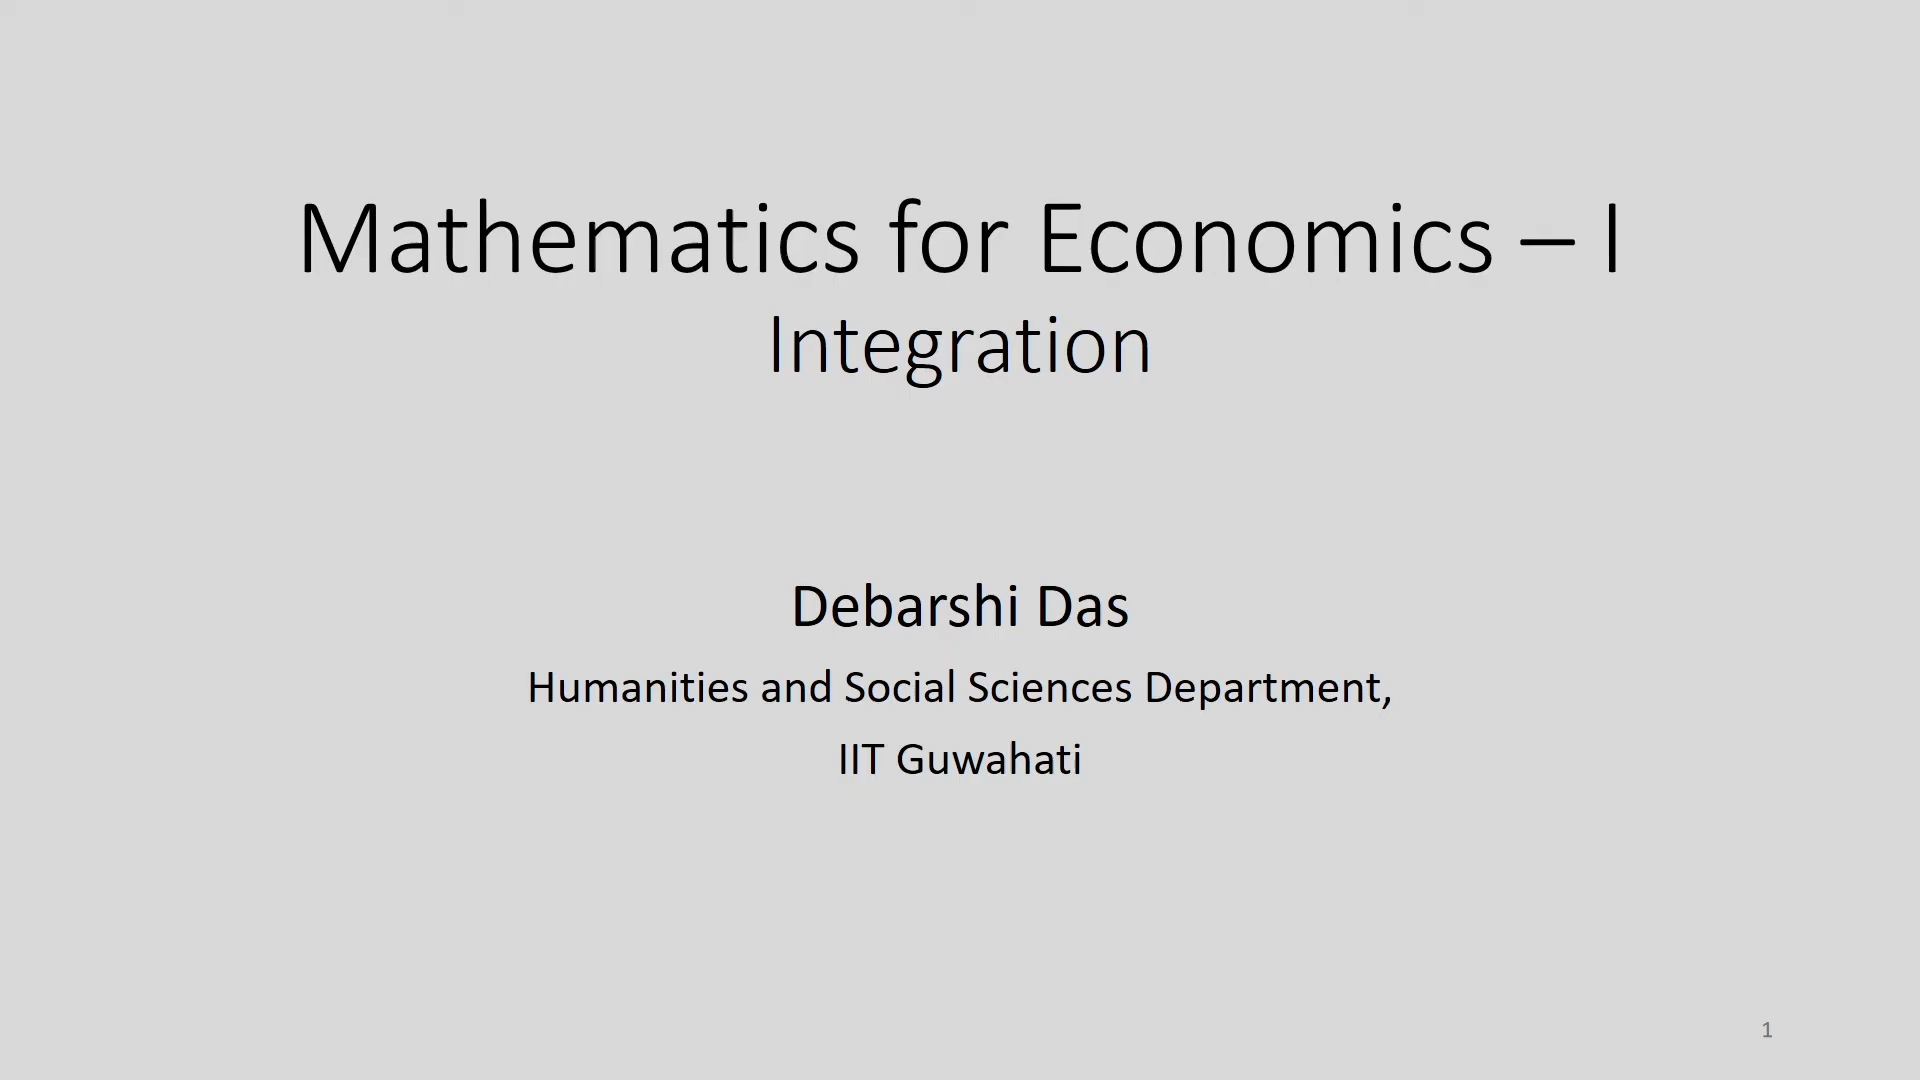 Mathematics for Economics – I
Integration
Debarshi Das
Humanities and Social Sciences Department,
IIT Guwahati
1